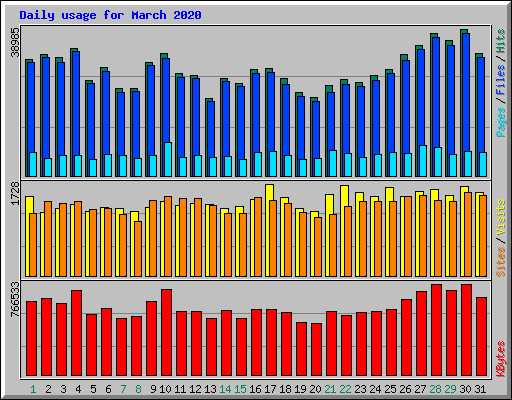 Daily usage for March 2020
38985
Pages / Files / Hits
1728
Sites / Visits
766533
KBytes
1 2 3 4 5 6 7 8 9 10 11 12 13 14 15 16 17 18 19 20 21 22 23 24 25 26 27 28 29 30 31